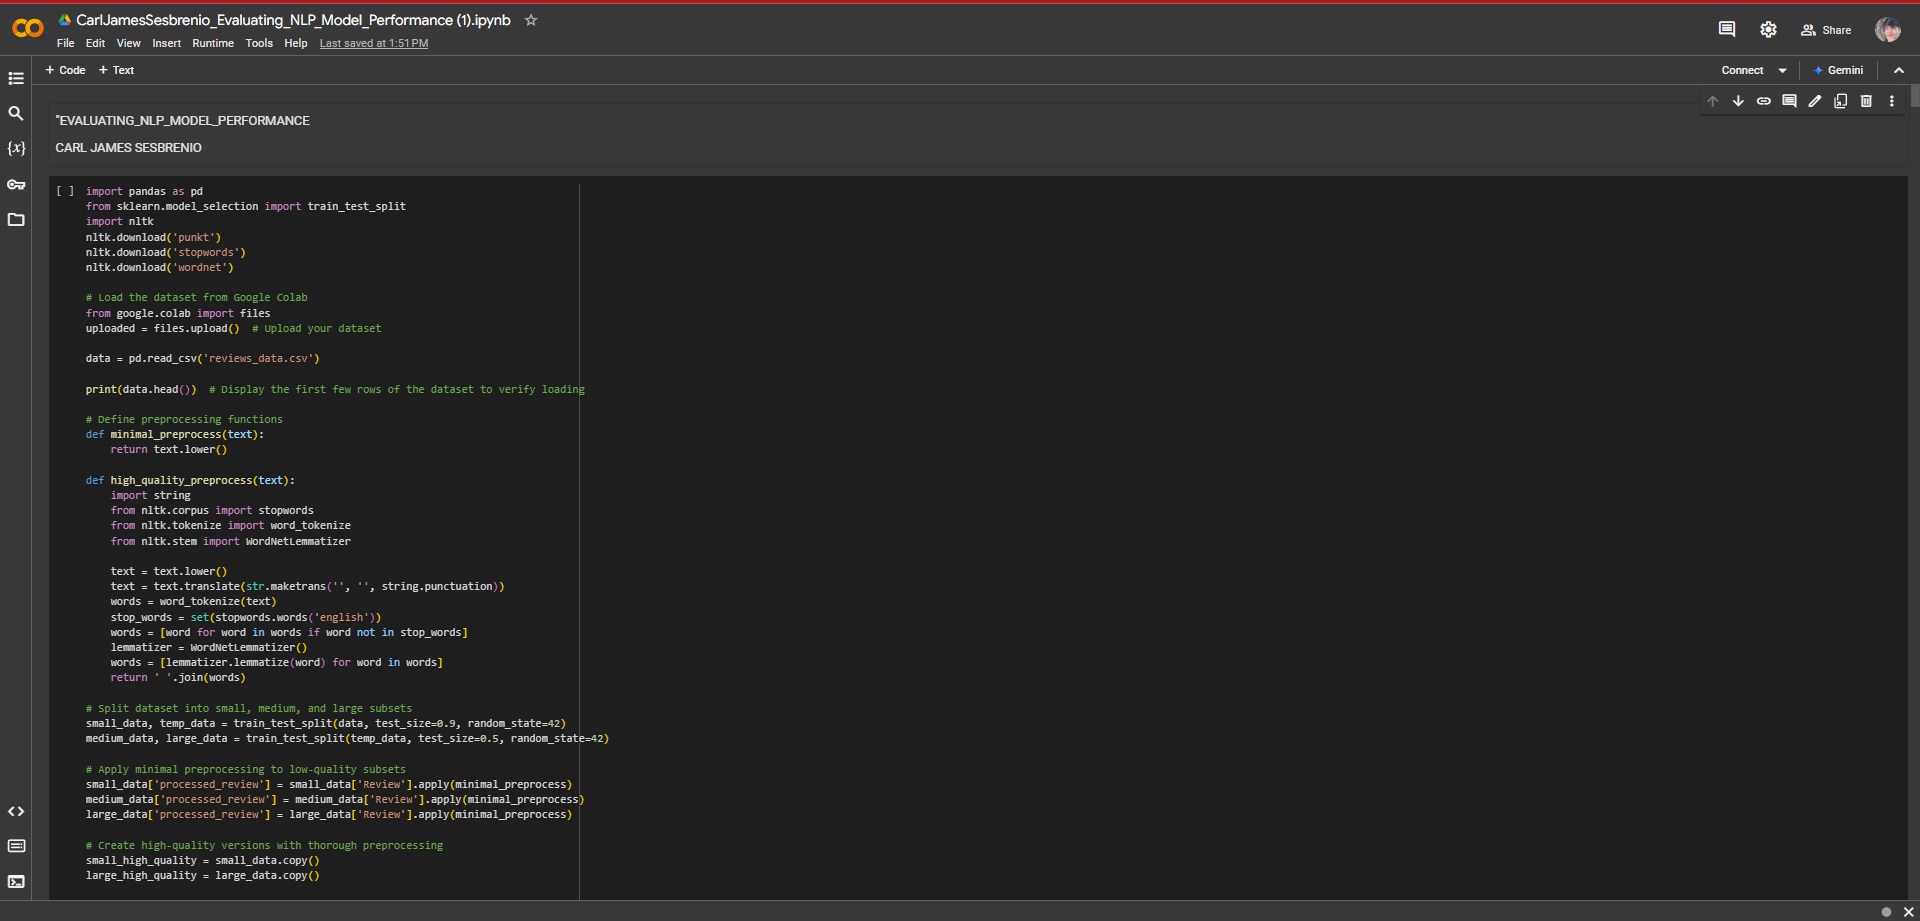 CarlJamesSesbrenio_Evaluating_NLP_Model_Performance (1).ipynb
File Edit View Insert Runtime Tools Help Last saved at 1:51 PM
Share
+ Code + Text
Connect
Gemini
"EVALUATING_NLP_MODEL_PERFORMANCE
CARL JAMES SESBRENIO
[ ] import pandas as pd
from sklearn.model_selection import train_test_split
import nltk
nltk.download('punkt')
nltk.download('stopwords')
nltk.download('wordnet')
# Load the dataset from Google Colab
from google.colab import files
uploaded = files.upload()  # Upload your dataset
data = pd.read_csv('reviews_data.csv')
print(data.head())  # Display the first few rows of the dataset to verify loading
# Define preprocessing functions
def minimal_preprocess(text):
    return text.lower()
def high_quality_preprocess(text):
    import string
    from nltk.corpus import stopwords
    from nltk.tokenize import word_tokenize
    from nltk.stem import WordNetLemmatizer
    text = text.lower()
    text = text.translate(str.maketrans('', '', string.punctuation))
    words = word_tokenize(text)
    stop_words = set(stopwords.words('english'))
    words = [word for word in words if word not in stop_words]
    lemmatizer = WordNetLemmatizer()
    words = [lemmatizer.lemmatize(word) for word in words]
    return ' '.join(words)
# Split dataset into small, medium, and large subsets
small_data, temp_data = train_test_split(data, test_size=0.9, random_state=42)
medium_data, large_data = train_test_split(temp_data, test_size=0.5, random_state=42)
# Apply minimal preprocessing to low-quality subsets
small_data['processed_review'] = small_data['Review'].apply(minimal_preprocess)
medium_data['processed_review'] = medium_data['Review'].apply(minimal_preprocess)
large_data['processed_review'] = large_data['Review'].apply(minimal_preprocess)
# Create high-quality versions with thorough preprocessing
small_high_quality = small_data.copy()
large_high_quality = large_data.copy()